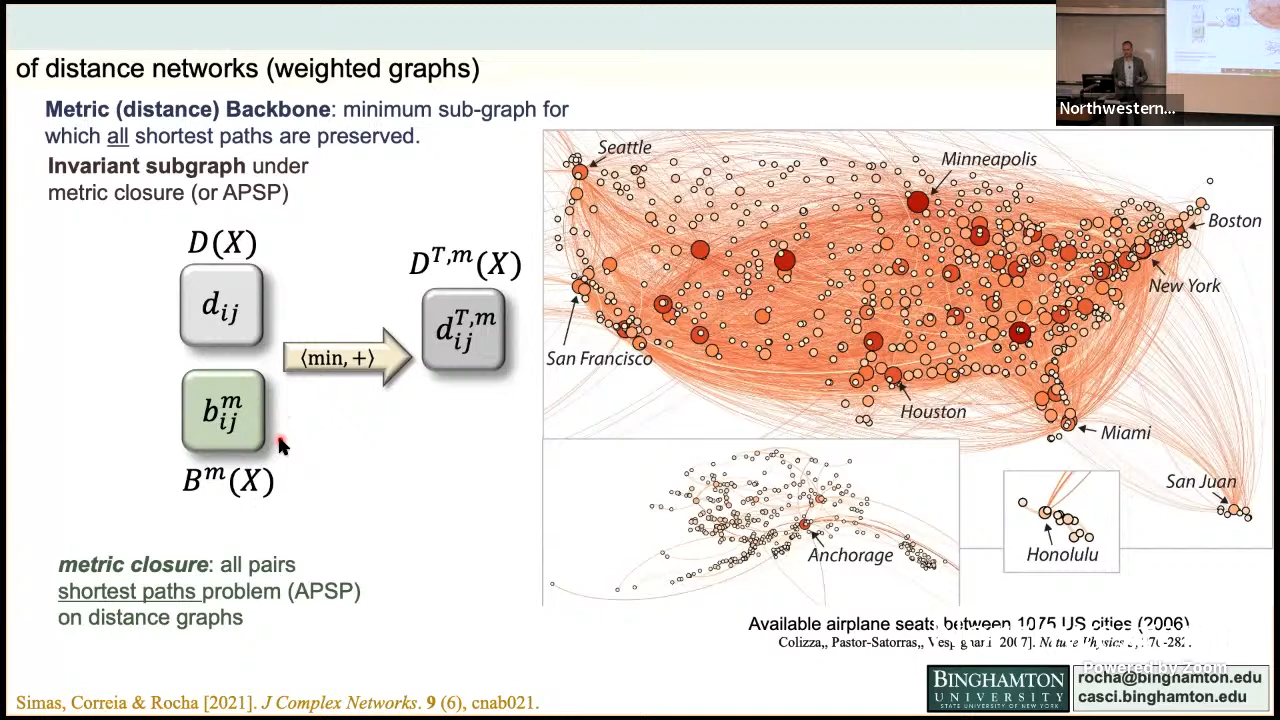 of distance networks (weighted graphs)
Northwestern...
Metric (distance) Backbone: minimum sub-graph for
which all shortest paths are preserved.
Invariant subgraph under
metric closure (or APSP)
D(X)
d_{ij}
⟨min, +⟩
D^{T,m}(X)
d_{ij}^{T,m}
b_{ij}^{m}
B^{m}(X)
metric closure: all pairs
shortest paths problem (APSP)
on distance graphs
Seattle
Minneapolis
Boston
New York
San Francisco
Houston
Miami
San Juan
Anchorage
Honolulu
Available airplane seats between 1075 US cities (2006)
Colizza,, Pastor-Satorras,, 2007]. Nature Physics
Powered by Zoom
BINGHAMTON
UNIVERSITY
STATE UNIVERSITY OF NEW YORK
rocha@binghamton.edu
casci.binghamton.edu
Simas, Correia & Rocha [2021]. J Complex Networks. 9 (6), cnab021.